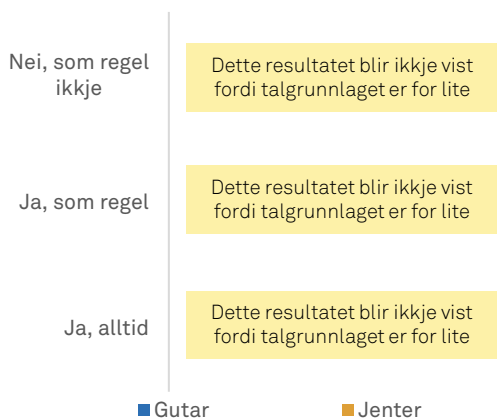 Nei, som regel
ikkje
Dette resultatet blir ikkje vist
fordi talgrunnlaget er for lite
Ja, som regel
Dette resultatet blir ikkje vist
fordi talgrunnlaget er for lite
Ja, alltid
Dette resultatet blir ikkje vist
fordi talgrunnlaget er for lite
Gutar
Jenter